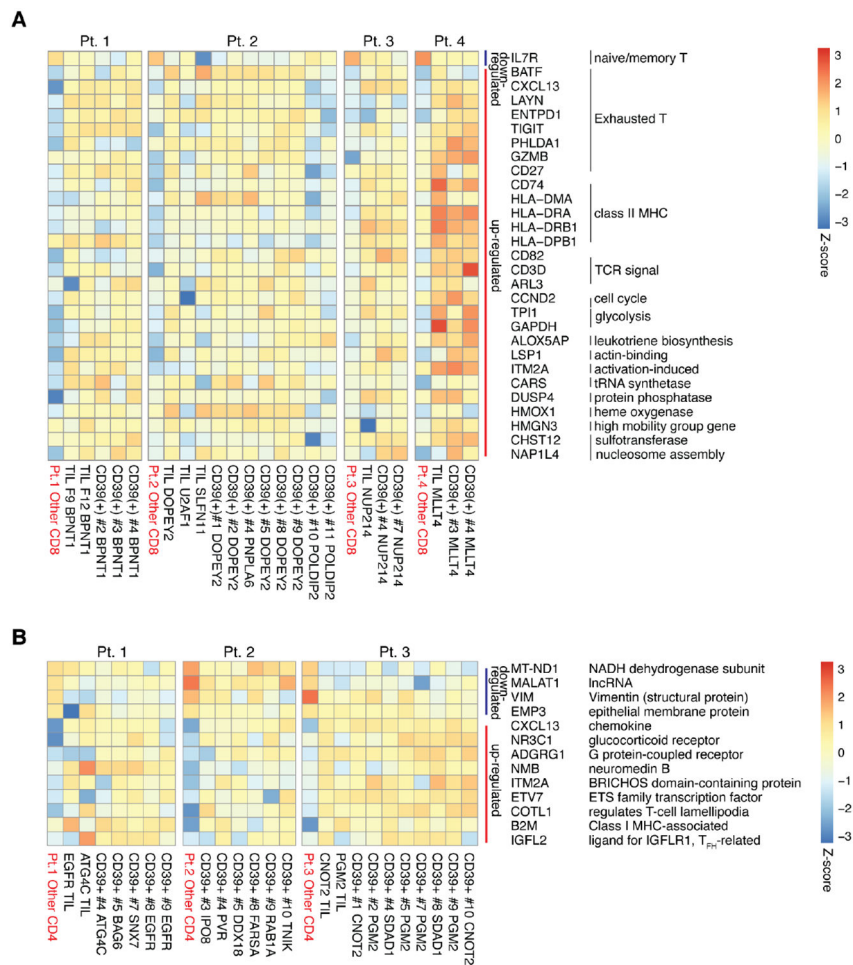 A
Pt. 1 Pt. 2 Pt. 3 Pt. 4
down-regulated
up-regulated
IL7R naive/memory T
BATF
CXCL13
LAYN
ENTPD1 Exhausted T
TIGIT
PHLDA1
GZMB
CD27
CD74
HLA-DMA
HLA-DRA class II MHC
HLA-DRB1
HLA-DPB1
CD82
CD3D TCR signal
ARL3
CCND2 cell cycle
TPI1 glycolysis
GAPDH
ALOX5AP leukotriene biosynthesis
LSP1 actin-binding
ITM2A activation-induced
CARS tRNA synthetase
DUSP4 protein phosphatase
HMOX1 heme oxygenase
HMGN3 high mobility group gene
CHST12 sulfotransferase
NAP1L4 nucleosome assembly
3
2
1
0
-1
-2
-3
Z-score
Pt.1 Other CD8
TIL F9 BPNT1
TIL F12 BPNT1
CD39(+) #2 BPNT1
CD39(+) #3 BPNT1
CD39(+) #4 BPNT1
Pt.2 Other CD8
TIL DOPEY2
TIL U2AF1
TIL SLFN11
CD39(+)#1 DOPEY2
CD39(+) #2 DOPEY2
CD39(+) #4 PNPLA6
CD39(+) #5 DOPEY2
CD39(+) #8 DOPEY2
CD39(+) #9 DOPEY2
CD39(+) #10 POLDIP2
CD39(+) #11 POLDIP2
Pt.3 Other CD8
TIL NUP214
CD39(+) #4 NUP214
CD39(+) #7 NUP214
Pt.4 Other CD8
TIL MLLT4
CD39(+) #3 MLLT4
CD39(+) #4 MLLT4
B
Pt. 1 Pt. 2 Pt. 3
down-regulated
up-regulated
MT-ND1 NADH dehydrogenase subunit
MALAT1 lncRNA
VIM Vimentin (structural protein)
EMP3 epithelial membrane protein
CXCL13 chemokine
NR3C1 glucocorticoid receptor
ADGRG1 G protein-coupled receptor
NMB neuromedin B
ITM2A BRICHOS domain-containing protein
ETV7 ETS family transcription factor
COTL1 regulates T-cell lamellipodia
B2M Class I MHC-associated
IGFL2 ligand for IGFLR1, TFH-related
3
2
1
0
-1
-2
-3
Z-score
Pt.1 Other CD4
EGFR TIL
ATG4C TIL
CD39+ #4 ATG4C
CD39+ #5 BAG6
CD39+ #7 SNX7
CD39+ #8 EGFR
CD39+ #9 EGFR
Pt.2 Other CD4
CD39+ #3 IPO8
CD39+ #4 PVR
CD39+ #5 DDX18
CD39+ #8 FARSA
CD39+ #9 RAB1A
CD39+ #10 TNIK
Pt.3 Other CD4
CNOT2 TIL
PGM2 TIL
CD39+ #1 CNOT2
CD39+ #2 PGM2
CD39+ #4 SDAD1
CD39+ #5 PGM2
CD39+ #7 PGM2
CD39+ #8 SDAD1
CD39+ #9 PGM2
CD39+ #10 CNOT2